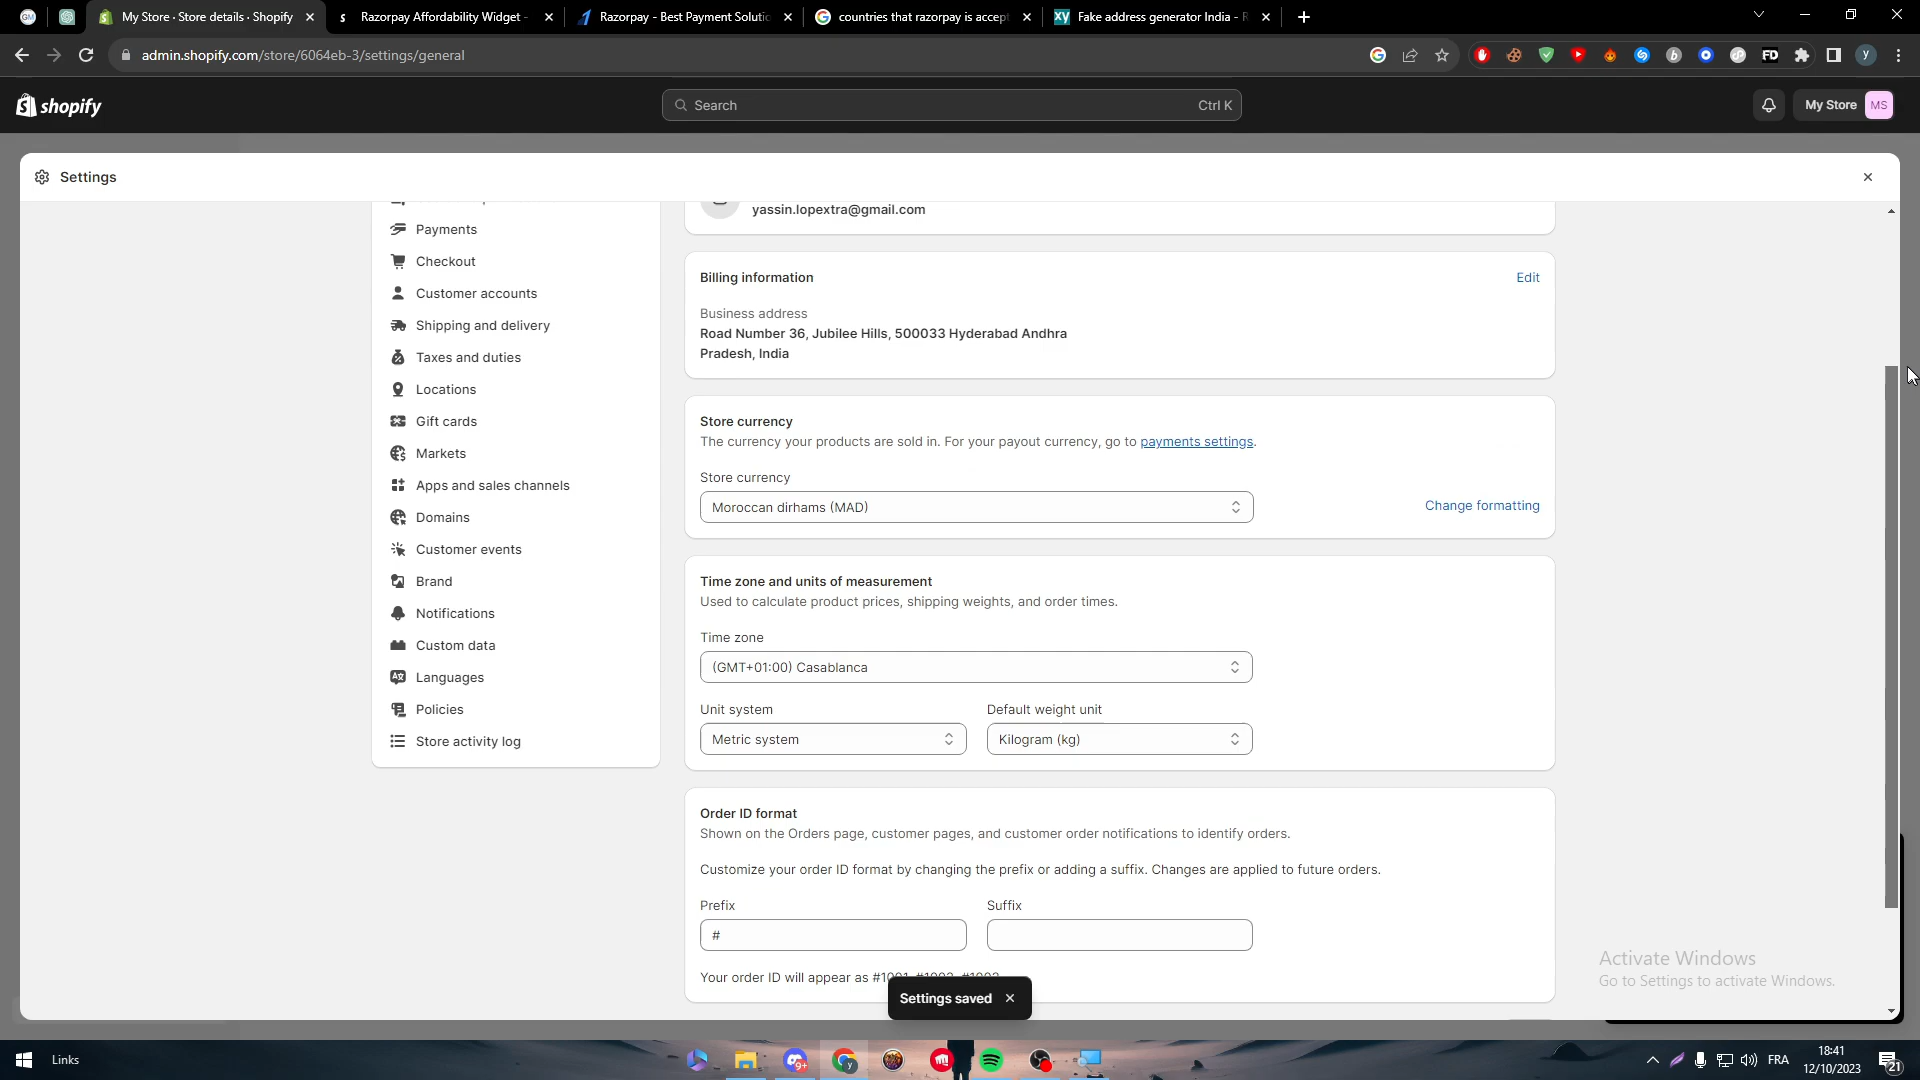 GM
My Store · Store details · Shopify
Razorpay Affordability Widget -
Razorpay - Best Payment Solutio
countries that razorpay is accep
XY
Fake address generator India - R
admin.shopify.com/store/6064eb-3/settings/general
FD
y
shopify
Search
Ctrl K
My Store
MS
Settings
yassin.lopextra@gmail.com
Payments
Checkout
Customer accounts
Shipping and delivery
Taxes and duties
Locations
Gift cards
Markets
Apps and sales channels
Domains
Customer events
Brand
Notifications
Custom data
Languages
Policies
Store activity log
Billing information
Edit
Business address
Road Number 36, Jubilee Hills, 500033 Hyderabad Andhra
Pradesh, India
Store currency
The currency your products are sold in. For your payout currency, go to payments settings.
Store currency
Moroccan dirhams (MAD)
Change formatting
Time zone and units of measurement
Used to calculate product prices, shipping weights, and order times.
Time zone
(GMT+01:00) Casablanca
Unit system
Default weight unit
Metric system
Kilogram (kg)
Order ID format
Shown on the Orders page, customer pages, and customer order notifications to identify orders.
Customize your order ID format by changing the prefix or adding a suffix. Changes are applied to future orders.
Prefix
Suffix
#
Your order ID will appear as #1001, #1002, #1003
Settings saved
Activate Windows
Go to Settings to activate Windows.
Links
9+
FRA
18:41
12/10/2023
21